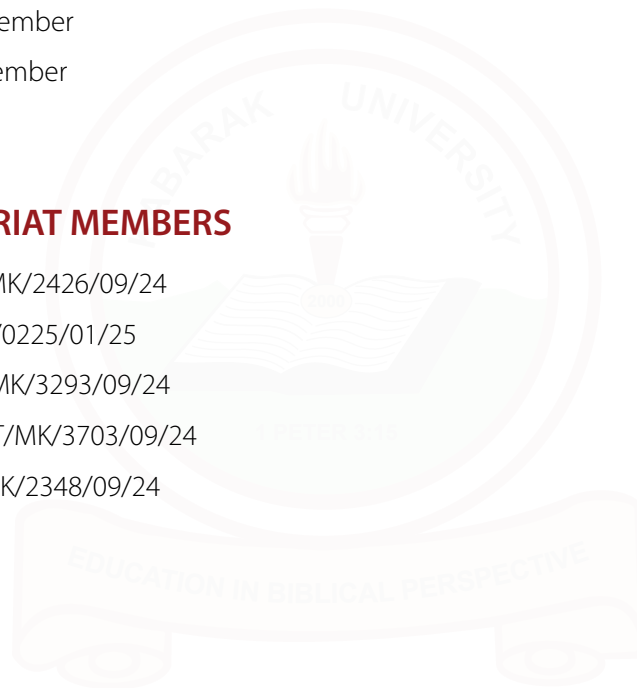 ember
ember
UNIVERSITY
BARAK
RIAT MEMBERS
MK/2426/09/24
/0225/01/25
MK/3293/09/24
T/MK/3703/09/24
K/2348/09/24
EDUCATION IN BIBLICAL PERSPECTIVE